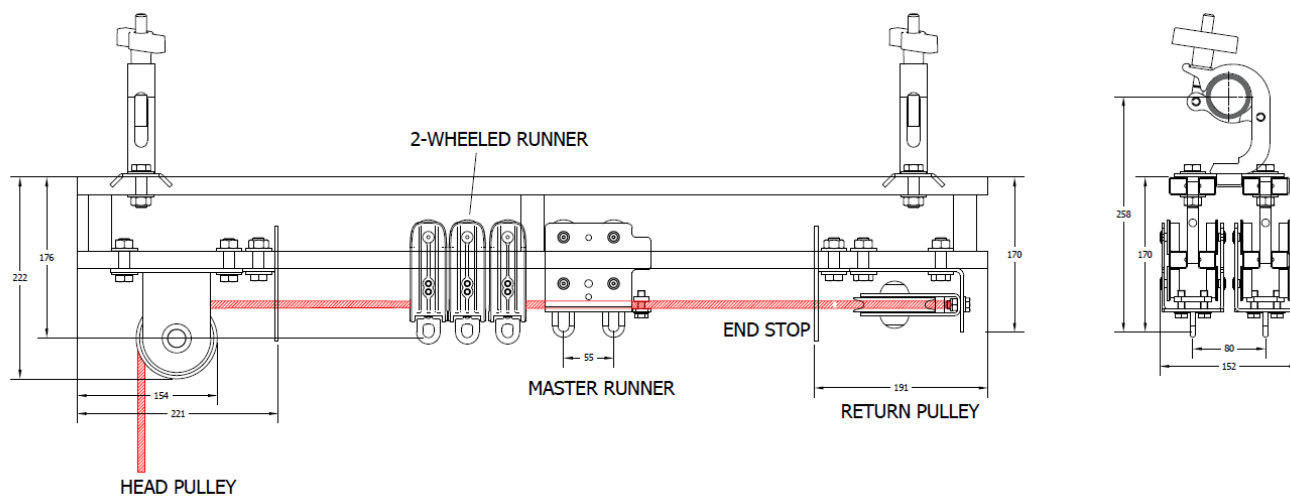 2-WHEELED RUNNER
258
222
176
170
170
END STOP
55
80
MASTER RUNNER
152
154
191
221
RETURN PULLEY
HEAD PULLEY